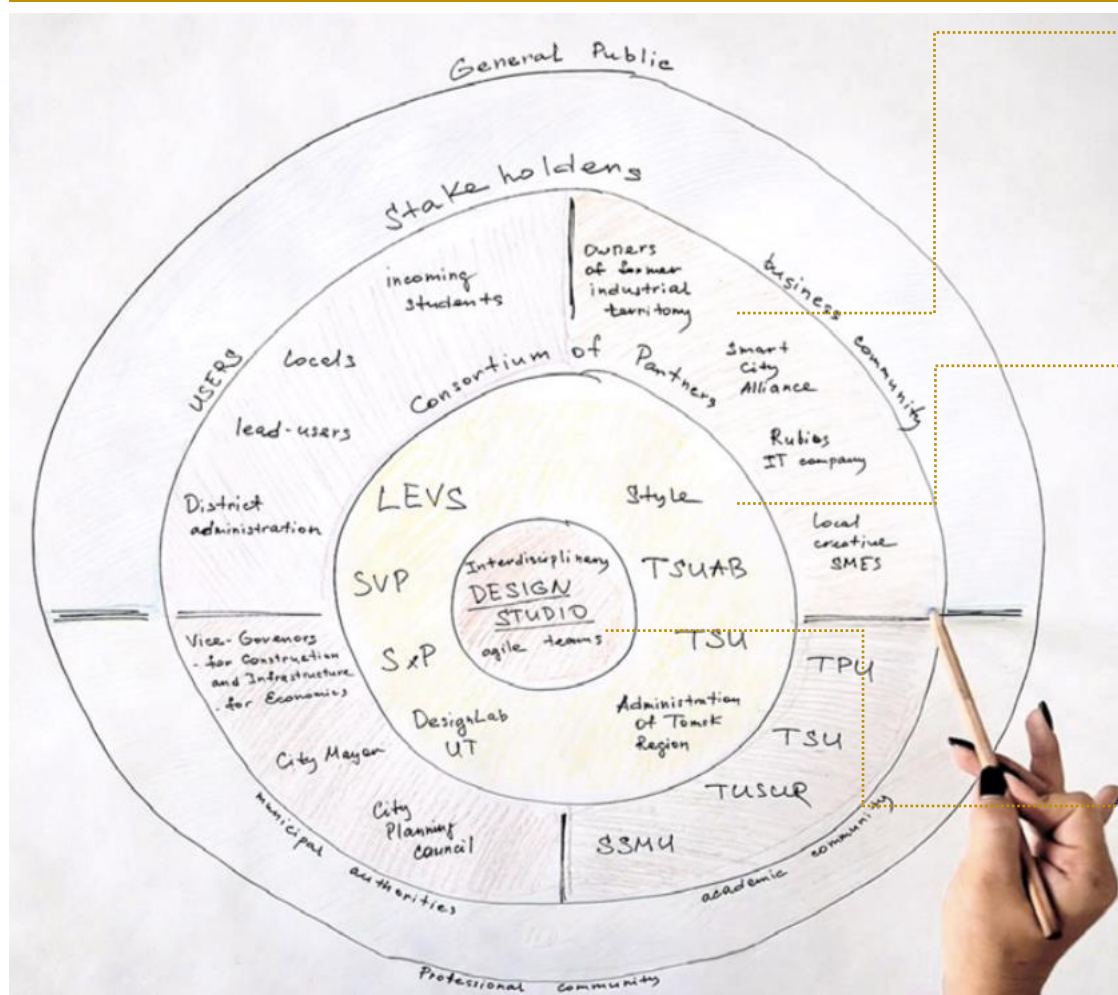 General Public
Stakeholders
USERS
business community
incoming
students
Owners
of former
industrial
territory
Locals
Consortium of Partners
Smart
City
Alliance
lead-users
Rubius
IT company
District
administration
LEVS
Style
Local
creative
SMES
SVP
TSUAB
Interdisciplinary
DESIGN
STUDIO
agile teams
Vice-Govenors
- for Construction
and Infrastructure
- for Economics
SxP
TSU
TPU
DesignLab
UT
Administration
of Tomsk
Region
City Mayor
TSU
TUSUR
City
Planning
Council
SSMU
municipal authorities
academic community
Professional community